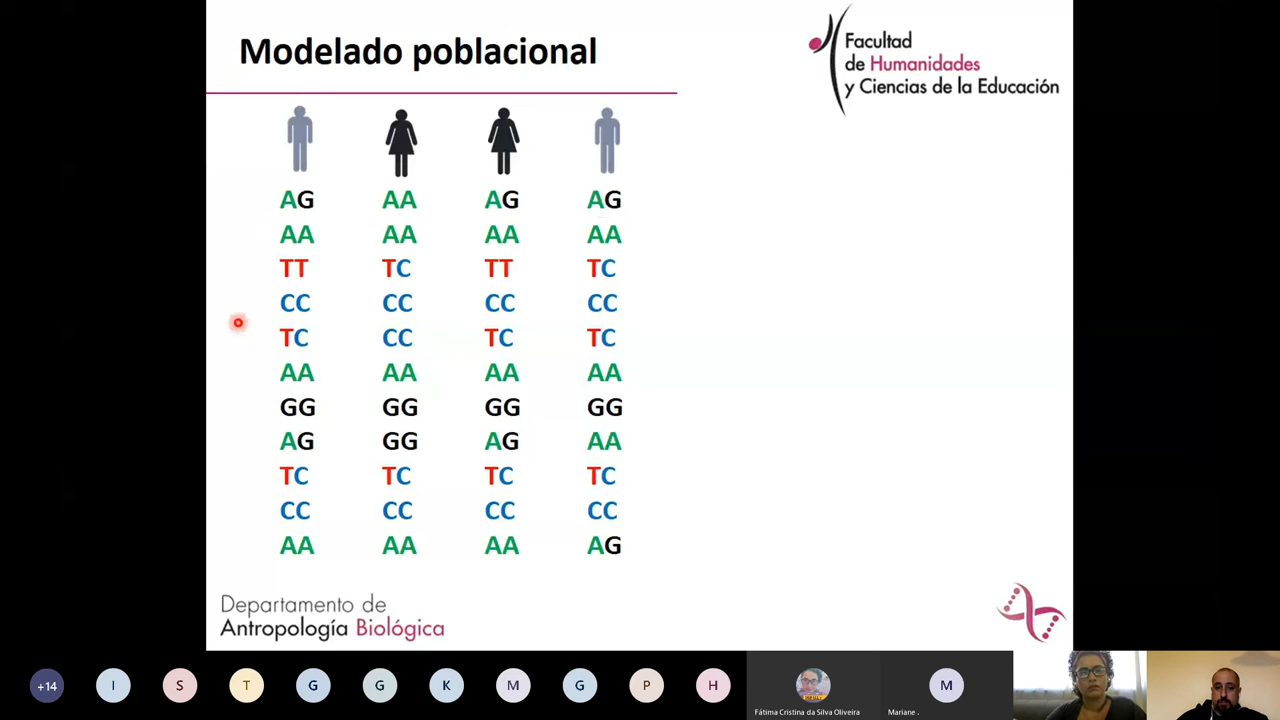 Modelado poblacional
Facultad
de Humanidades
y Ciencias de la Educación
AG AA AG AG
AA AA AA AA
TT TC TT TC
CC CC CC CC
TC CC TC TC
AA AA AA AA
GG GG GG GG
AG GG AG AA
TC TC TC TC
CC CC CC CC
AA AA AA AG
Departamento de
Antropología Biológica
+14 I S T G G K M G P H M
Fátima Cristina da Silva Oliveira Mariane .